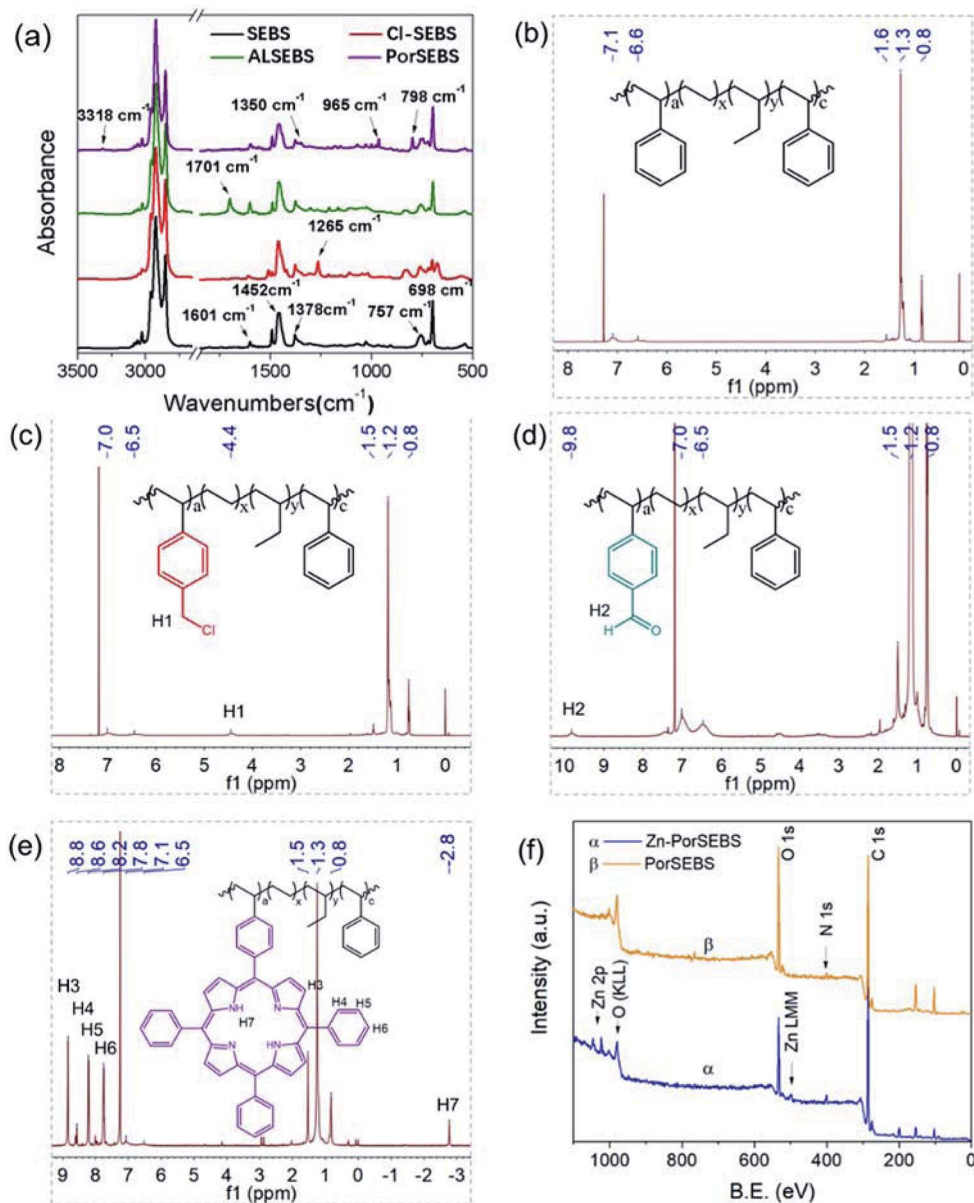 (a)
SEBS
Cl-SEBS
ALSEBS
PorSEBS
3318 cm⁻¹
1350 cm⁻¹
965 cm⁻¹
798 cm⁻¹
1701 cm⁻¹
1265 cm⁻¹
1452cm⁻¹
698 cm⁻¹
1601 cm⁻¹
1378cm⁻¹
757 cm⁻¹
Absorbance
3500 3000 1500 1000 500
Wavenumbers(cm⁻¹)
(b)
7.1 6.6 1.6 1.3 0.8
a x y c
8 7 6 5 4 3 2 1 0
f1 (ppm)
(c)
7.0 6.5 4.4 1.5 1.2 0.8
a x y c
H1
Cl
H1
8 7 6 5 4 3 2 1 0
f1 (ppm)
(d)
9.8 7.0 6.5 1.5 1.2 0.8
a x y c
H2
H O
H2
10 9 8 7 6 5 4 3 2 1 0
f1 (ppm)
(e)
8.8 8.6 8.2 7.8 7.1 6.5 1.5 1.3 0.8 -2.8
a x y c
H3
H4
H5
H6
H3
NH N
H7
N HN
H4 H5
H6
H7
9 8 7 6 5 4 3 2 1 0 -1 -2 -3
f1 (ppm)
(f)
α Zn-PorSEBS
β PorSEBS
O 1s
C 1s
N 1s
β
Zn 2p
O (KLL)
Zn LMM
α
Intensity (a.u.)
1000 800 600 400 200 0
B.E. (eV)